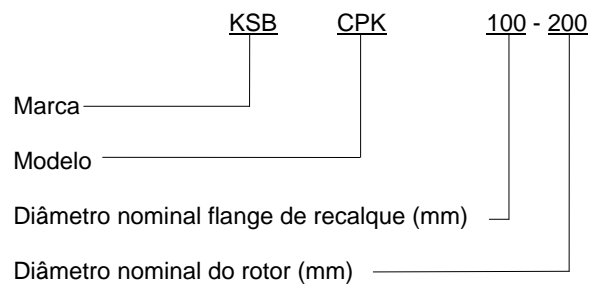 KSB CPK 100 - 200
Marca
Modelo
Diâmetro nominal flange de recalque (mm)
Diâmetro nominal do rotor (mm)